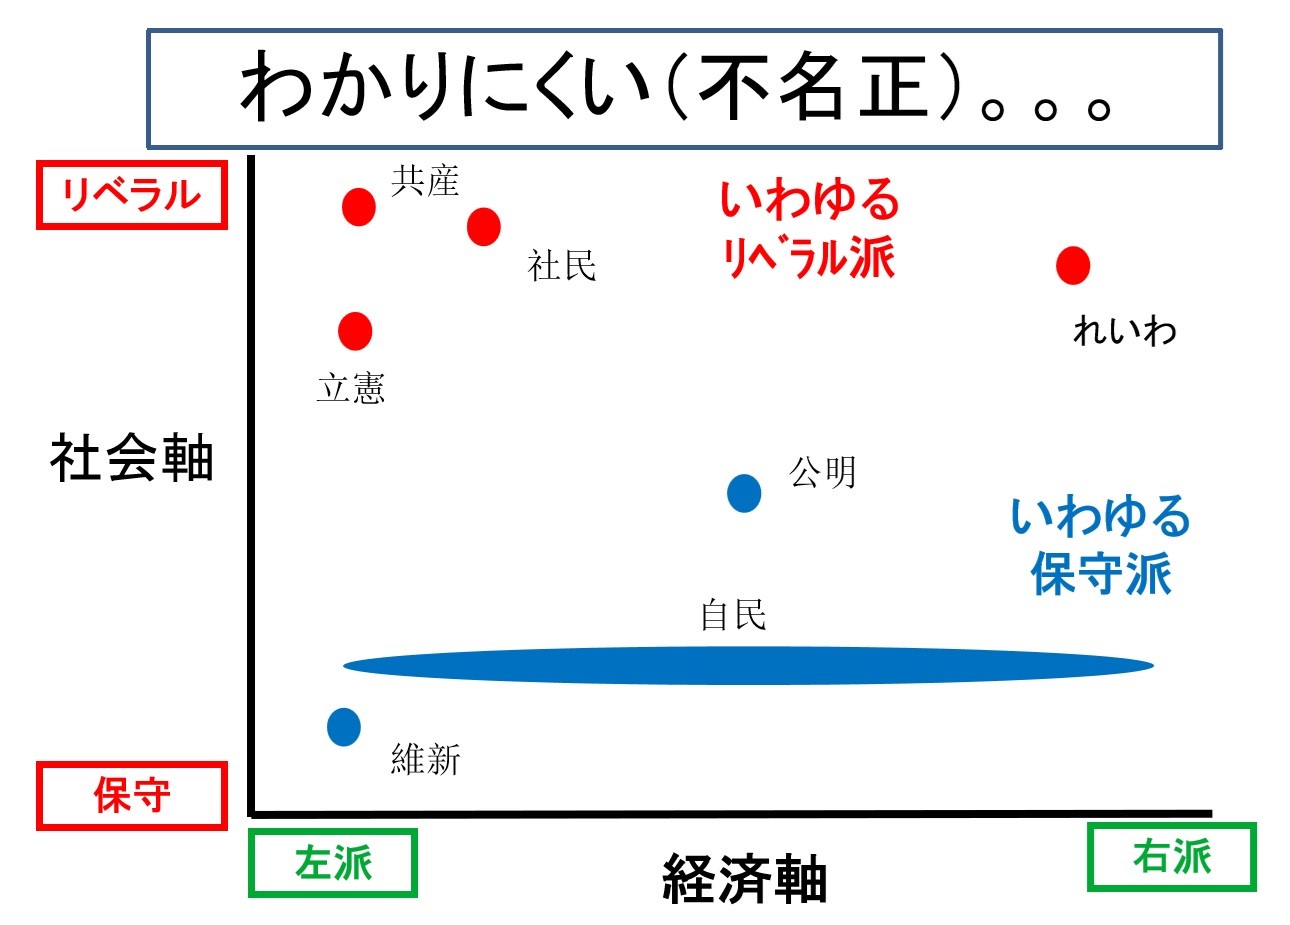 わかりにくい(不名正)。。。
リベラル
共産
いわゆる
ﾘﾍﾞﾗﾙ派
社民
れいわ
立憲
社会軸
公明
いわゆる
保守派
自民
維新
保守
左派
経済軸
右派